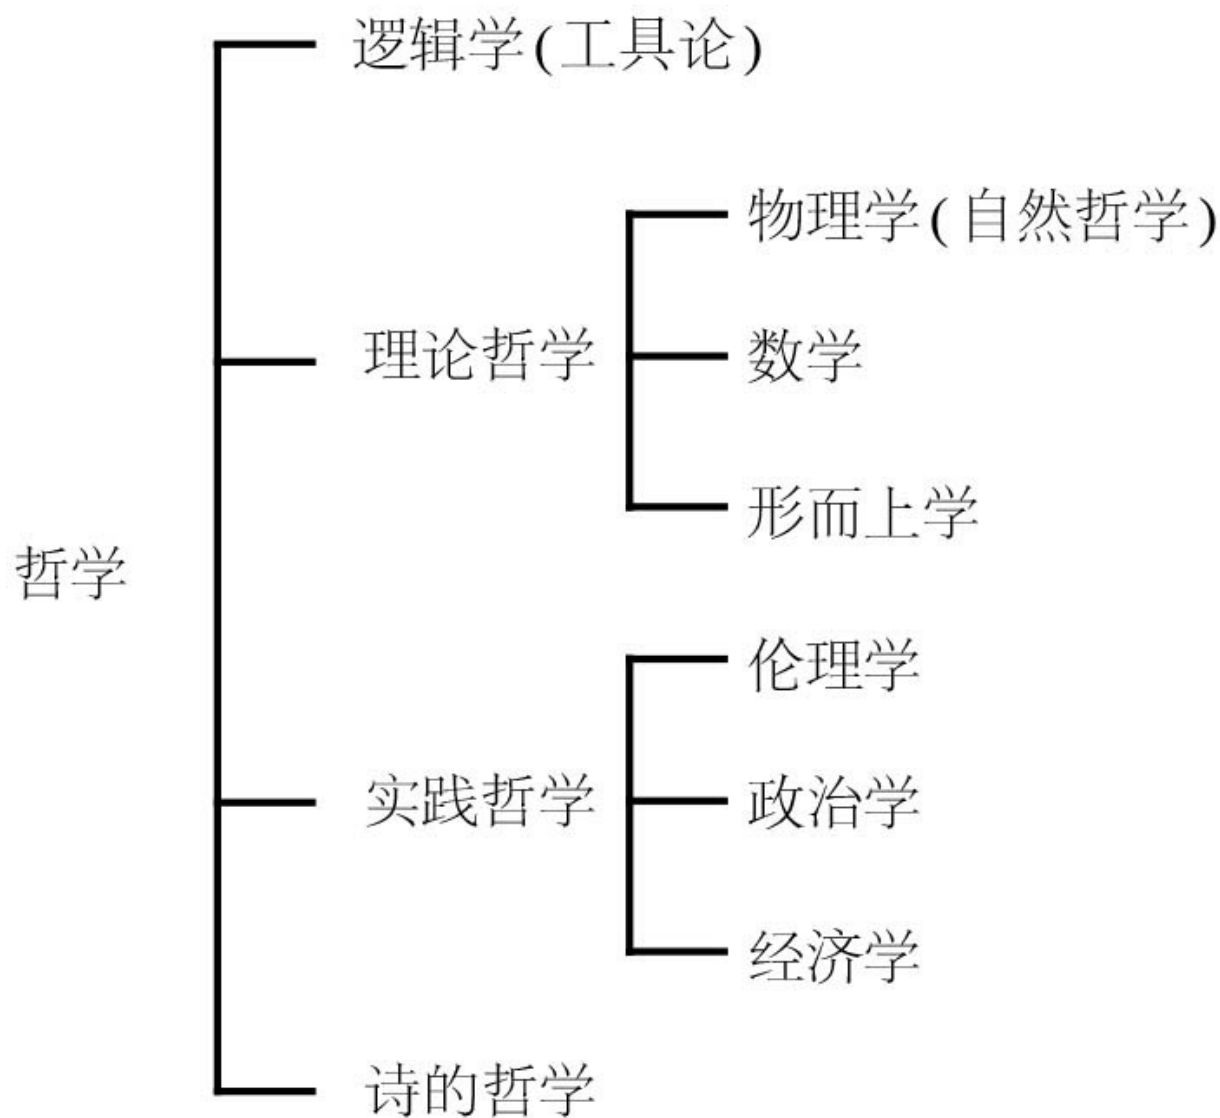 逻辑学(工具论)
物理学(自然哲学)
理论哲学
数学
形而上学
哲学
伦理学
实践哲学
政治学
经济学
诗的哲学